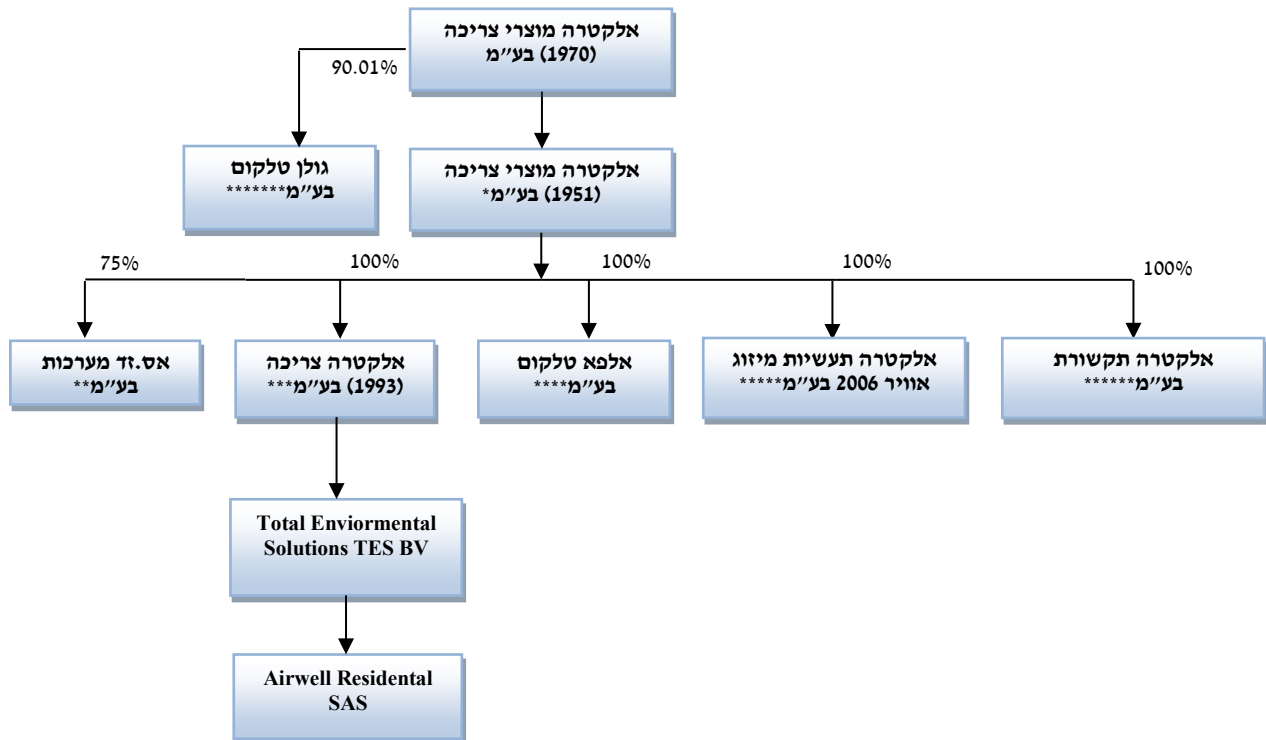 אלקטרה מוצרי צריכה
(1970) בע"מ
90.01%
גולן טלקום
בע"מ*******
אלקטרה מוצרי צריכה
(1951) בע"מ*
75%
100%
100%
100%
100%
אס.זד מערכות
בע"מ**
אלקטרה צריכה
(1993) בע"מ***
אלפא טלקום
בע"מ****
אלקטרה תעשיות מיזוג
אוויר 2006 בע"מ*****
אלקטרה תקשורת
בע"מ******
Total Enviormental
Solutions TES BV
Airwell Residental
SAS